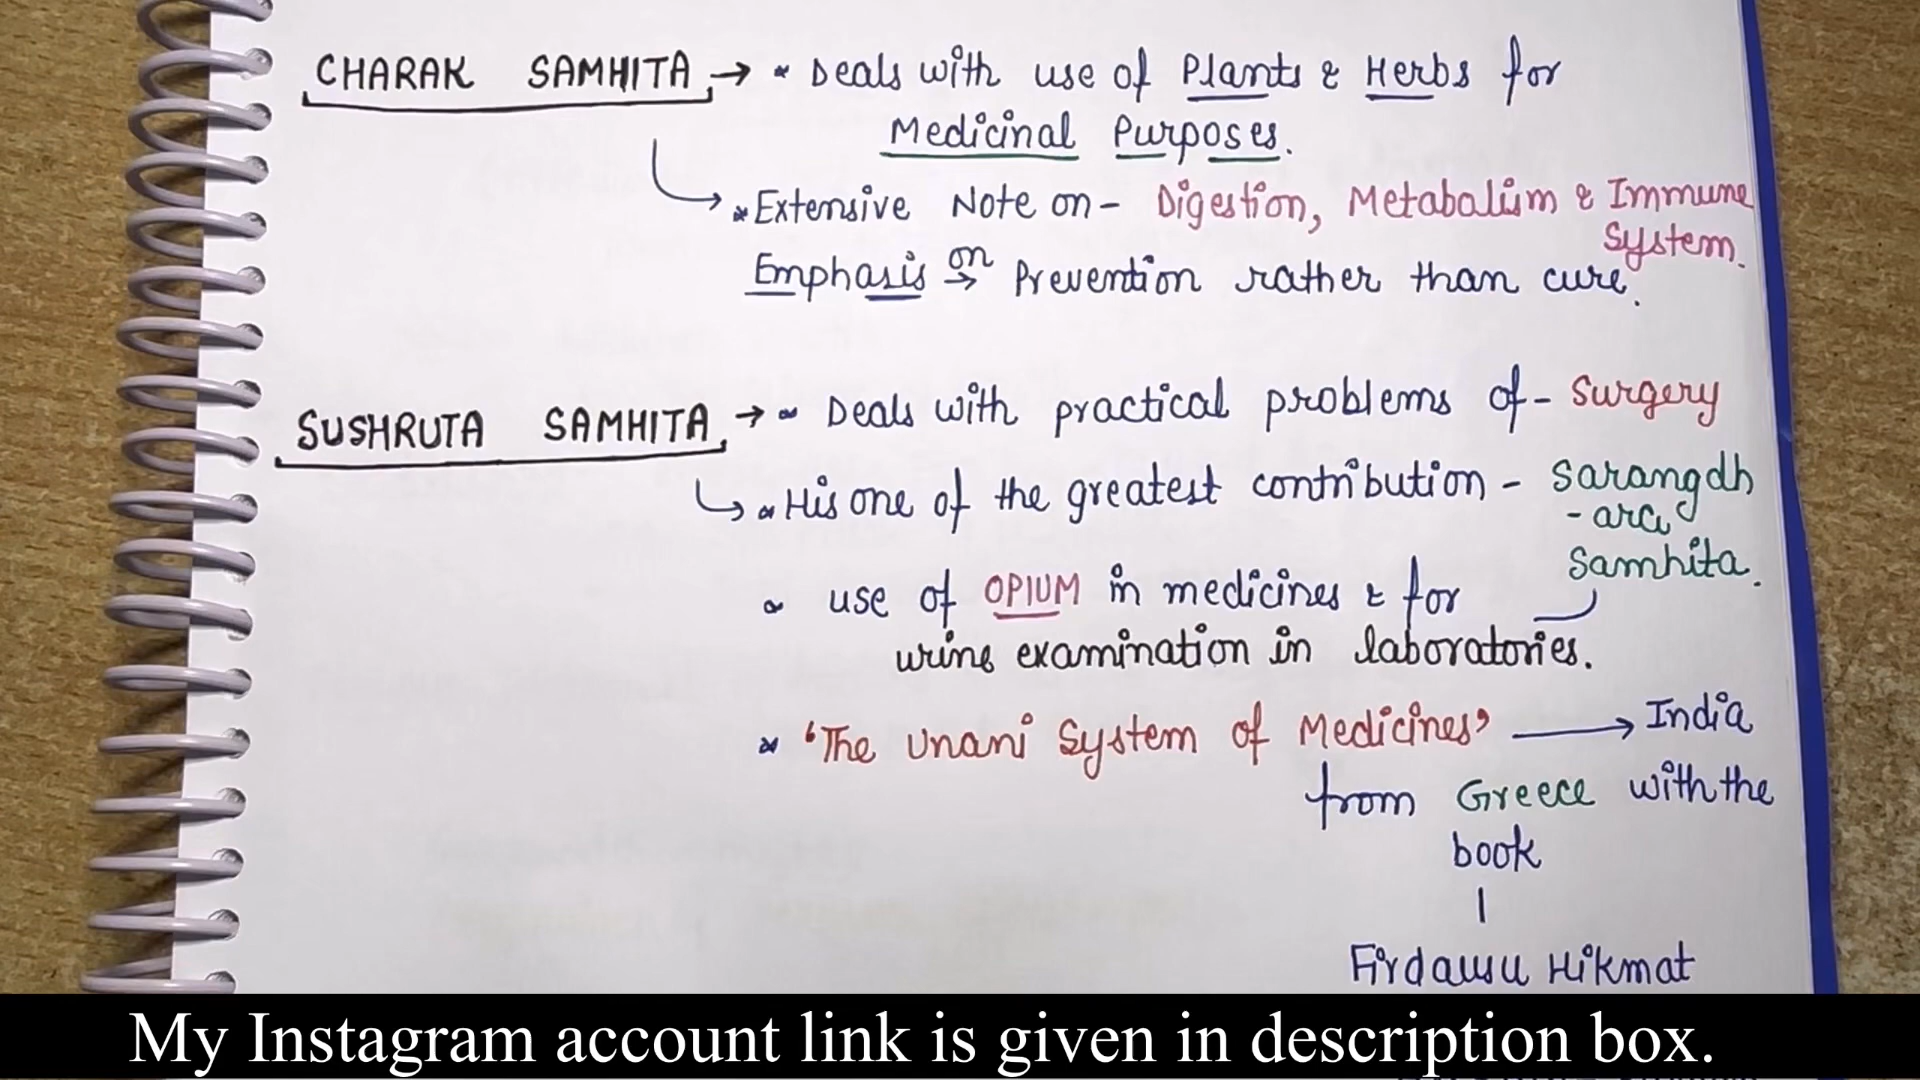 CHARAK SAMHITA → * Deals with use of Plants & Herbs for
Medicinal Purposes.
* Extensive Note on - Digestion, Metabolism & Immune
System.
Emphasis on → Prevention rather than cure.
SUSHRUTA SAMHITA → * Deals with practical problems of - Surgery
* His one of the greatest contribution - Sarangdh
- ara
Samhita.
* use of OPIUM in medicines & for
urine examination in laboratories.
* 'The Unani System of Medicines' → India
from Greece with the
book
Firdausu Hikmat
My Instagram account link is given in description box.